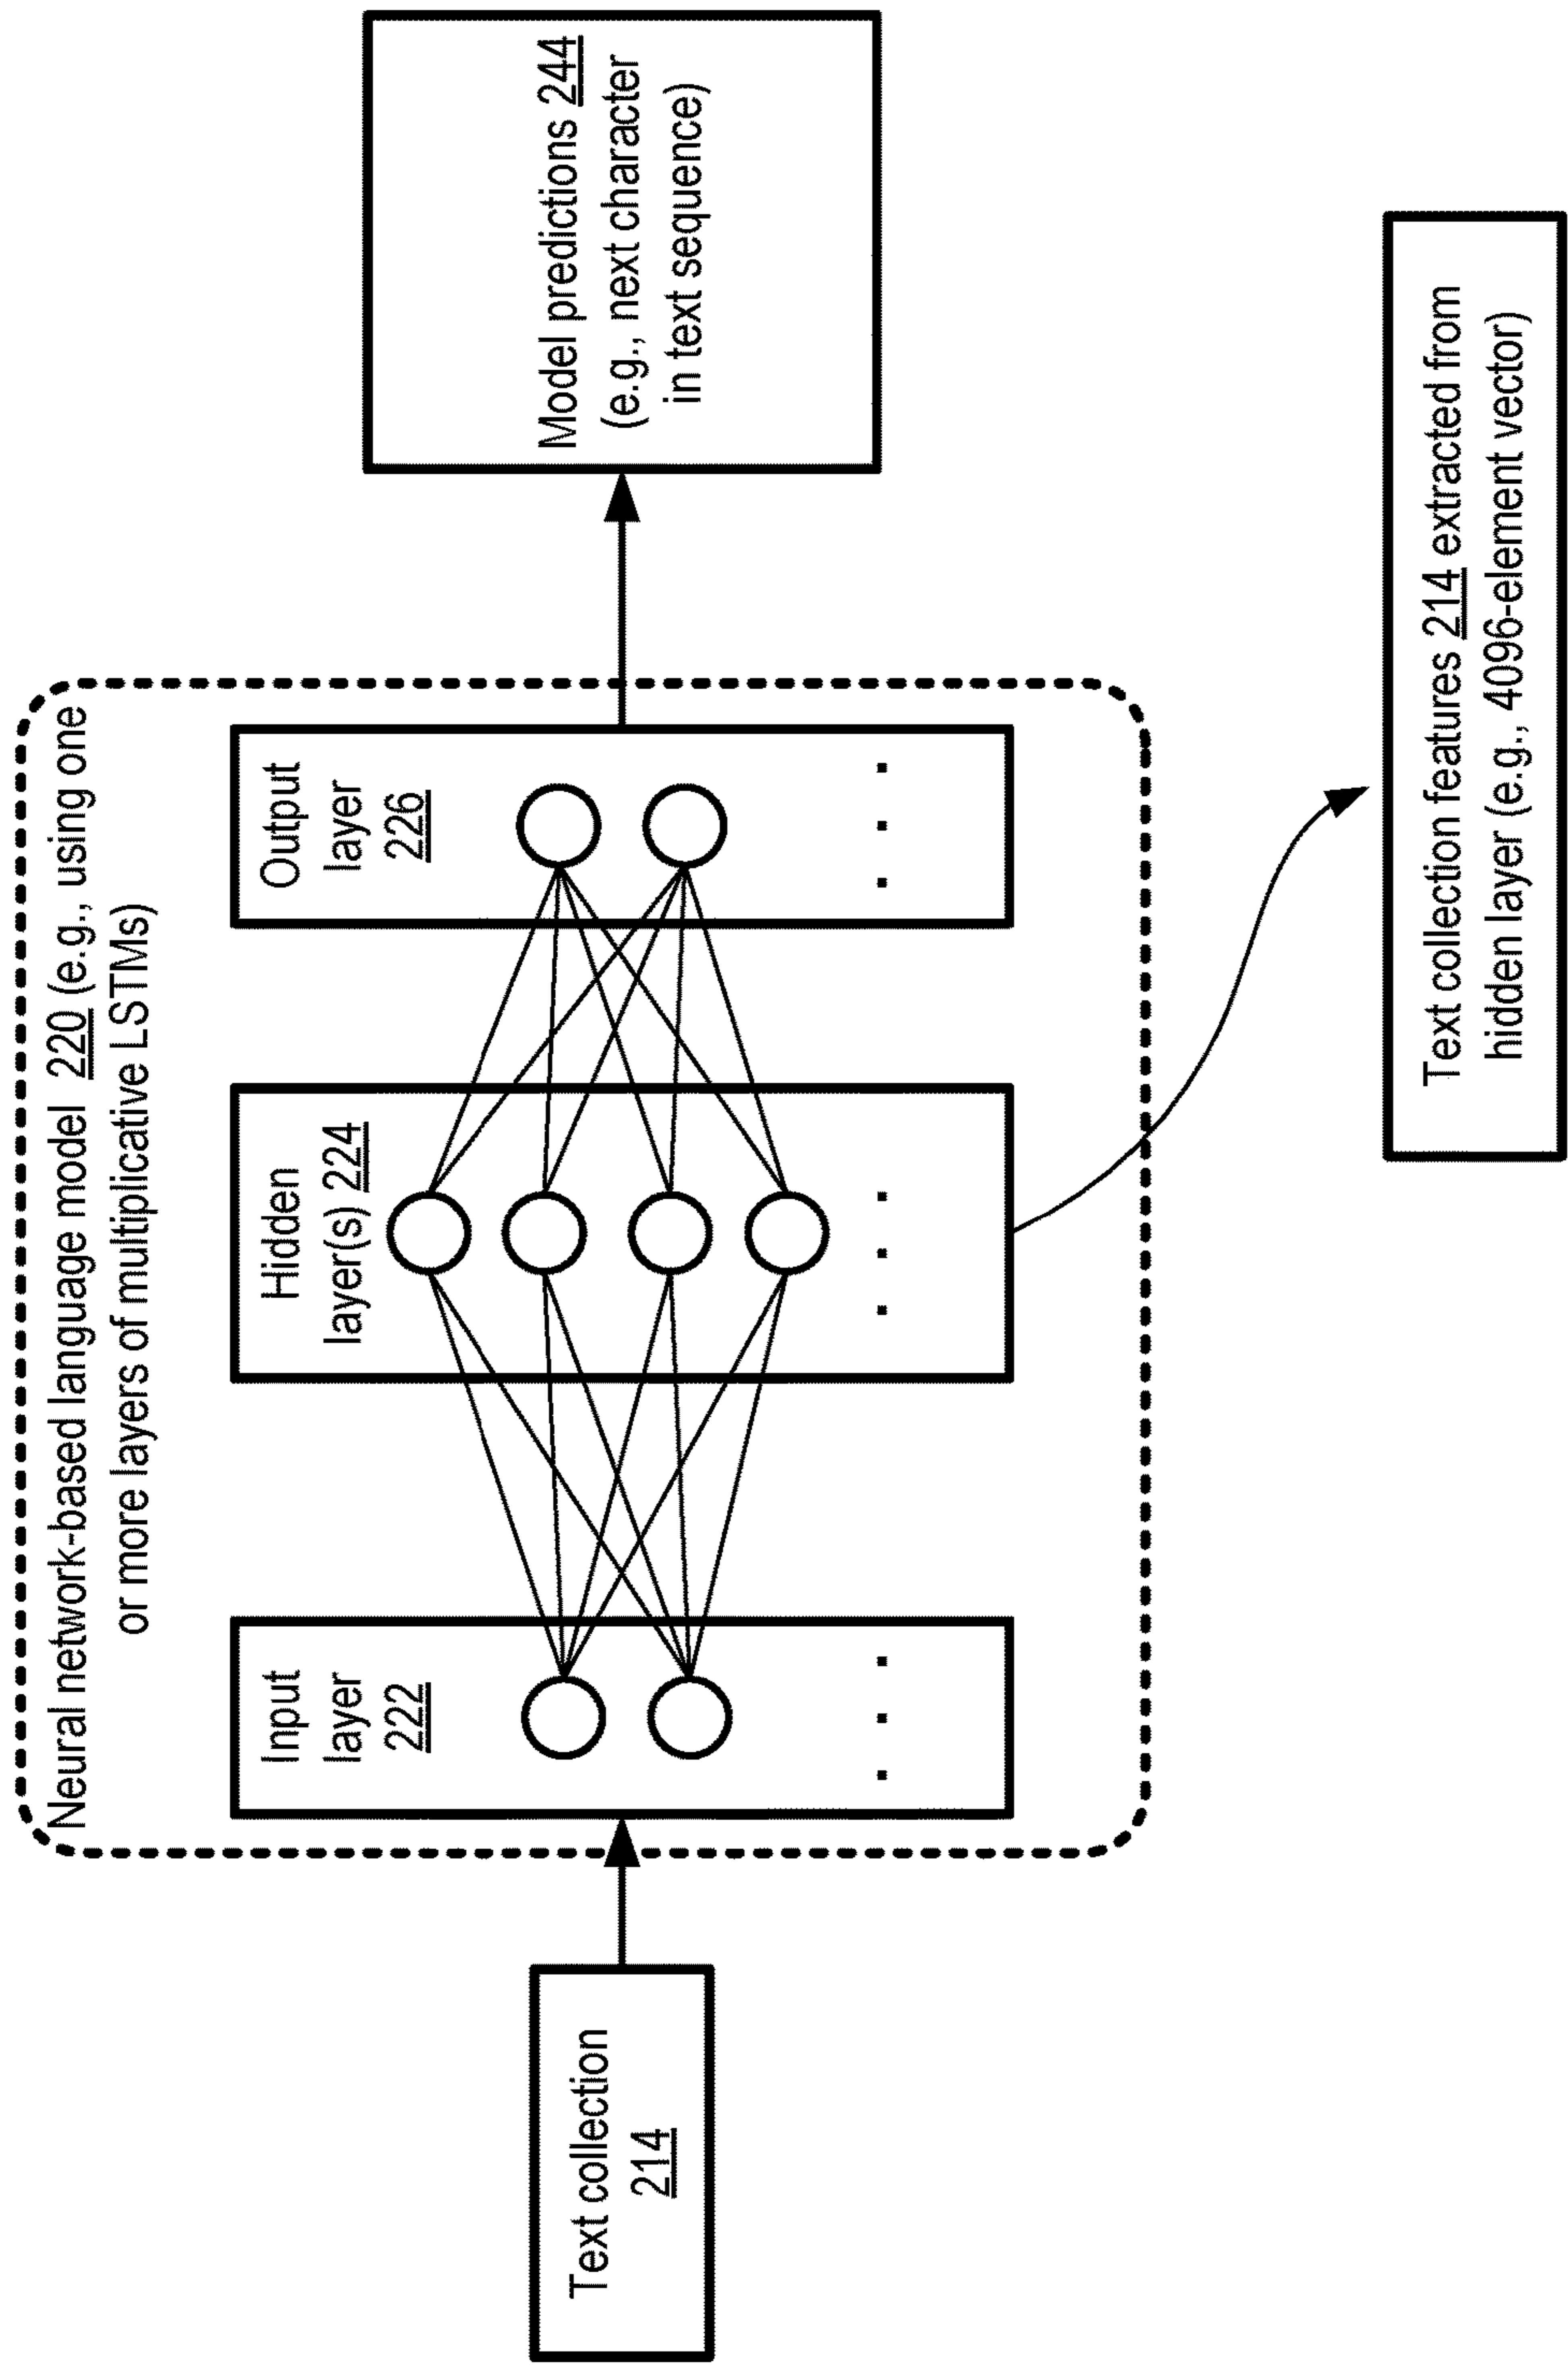 Neural network-based language model 220 (e.g., using one
or more layers of multiplicative LSTMs)
Text collection
214
Input
layer
222
Hidden
layer(s) 224
Output
layer
226
Model predictions 244
(e.g., next character
in text sequence)
Text collection features 214 extracted from
hidden layer (e.g., 4096-element vector)